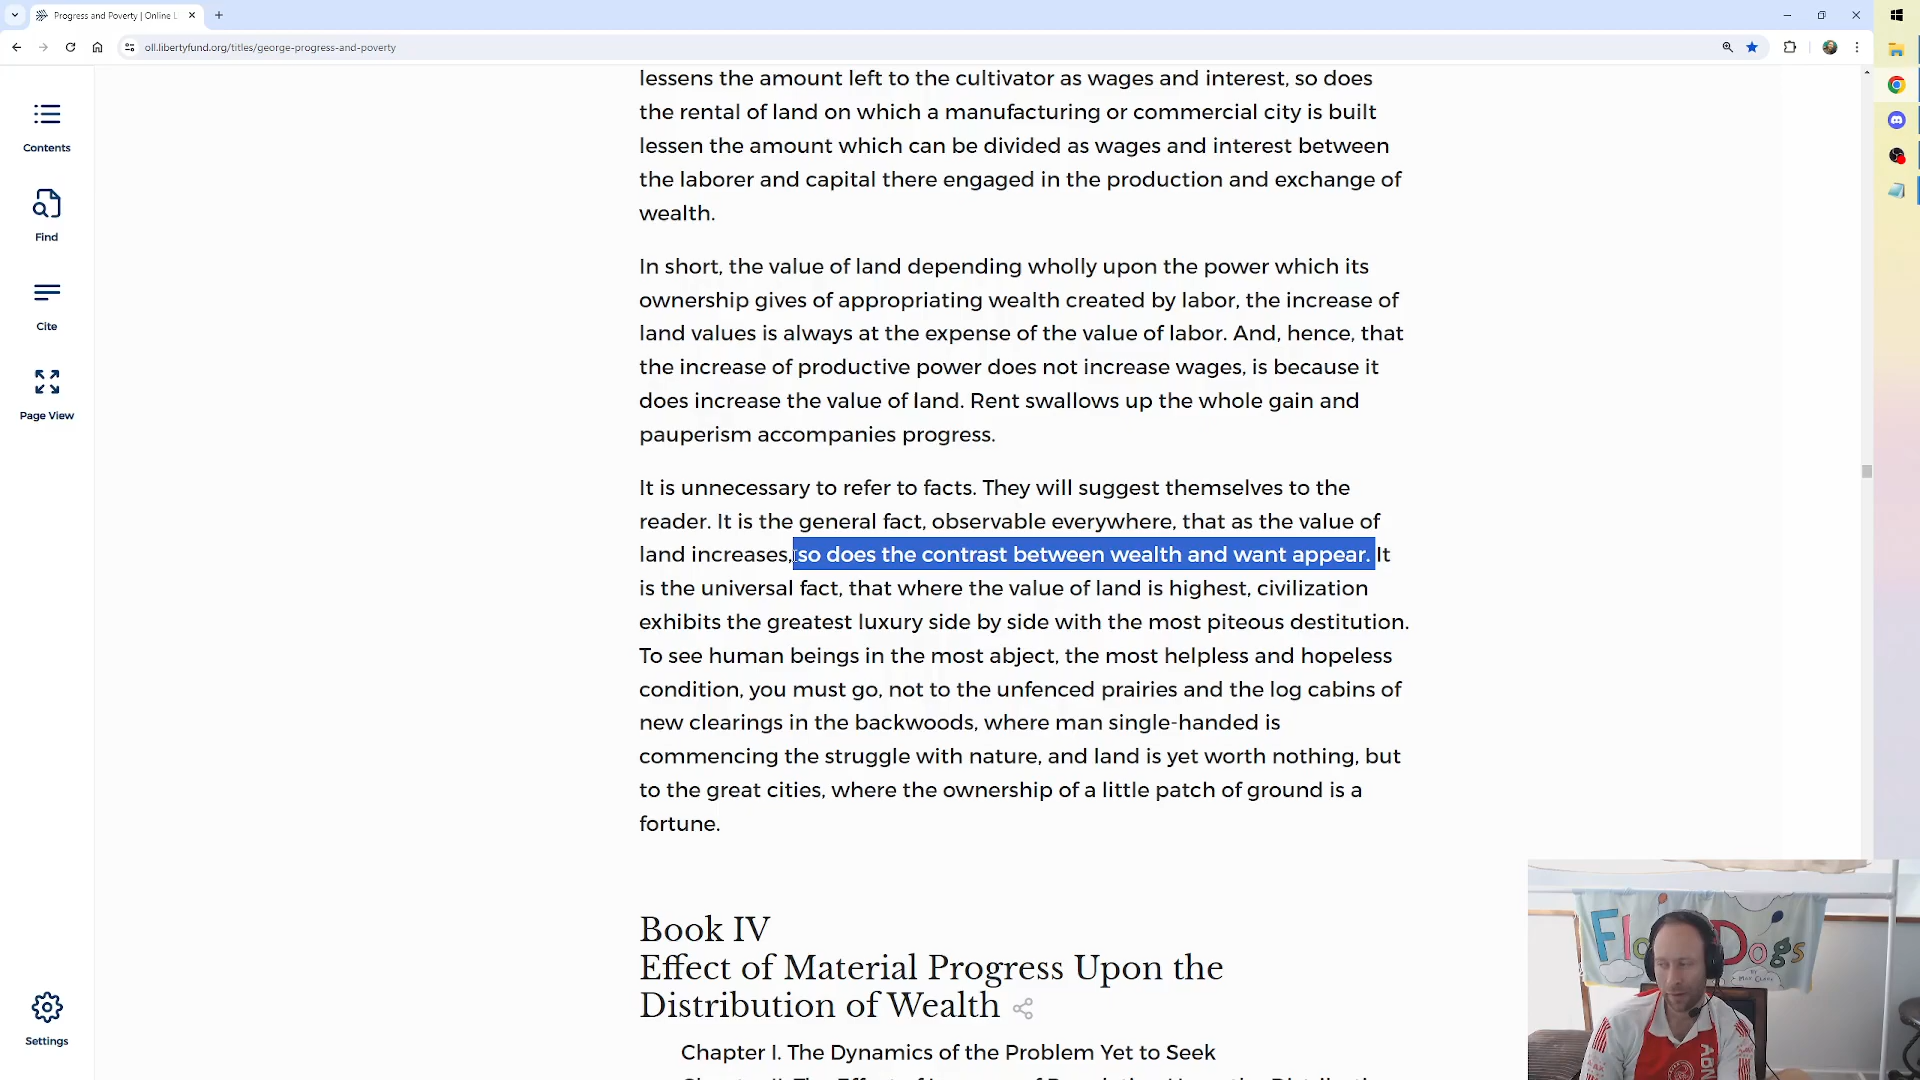 Progress and Poverty | Online L
oll.libertyfund.org/titles/george-progress-and-poverty
Contents
Find
Cite
Page View
Settings
lessens the amount left to the cultivator as wages and interest, so does
the rental of land on which a manufacturing or commercial city is built
lessen the amount which can be divided as wages and interest between
the laborer and capital there engaged in the production and exchange of
wealth.
In short, the value of land depending wholly upon the power which its
ownership gives of appropriating wealth created by labor, the increase of
land values is always at the expense of the value of labor. And, hence, that
the increase of productive power does not increase wages, is because it
does increase the value of land. Rent swallows up the whole gain and
pauperism accompanies progress.
It is unnecessary to refer to facts. They will suggest themselves to the
reader. It is the general fact, observable everywhere, that as the value of
land increases, so does the contrast between wealth and want appear. It
is the universal fact, that where the value of land is highest, civilization
exhibits the greatest luxury side by side with the most piteous destitution.
To see human beings in the most abject, the most helpless and hopeless
condition, you must go, not to the unfenced prairies and the log cabins of
new clearings in the backwoods, where man single-handed is
commencing the struggle with nature, and land is yet worth nothing, but
to the great cities, where the ownership of a little patch of ground is a
fortune.
Book IV
Effect of Material Progress Upon the
Distribution of Wealth
Chapter I. The Dynamics of the Problem Yet to Seek
Dogs